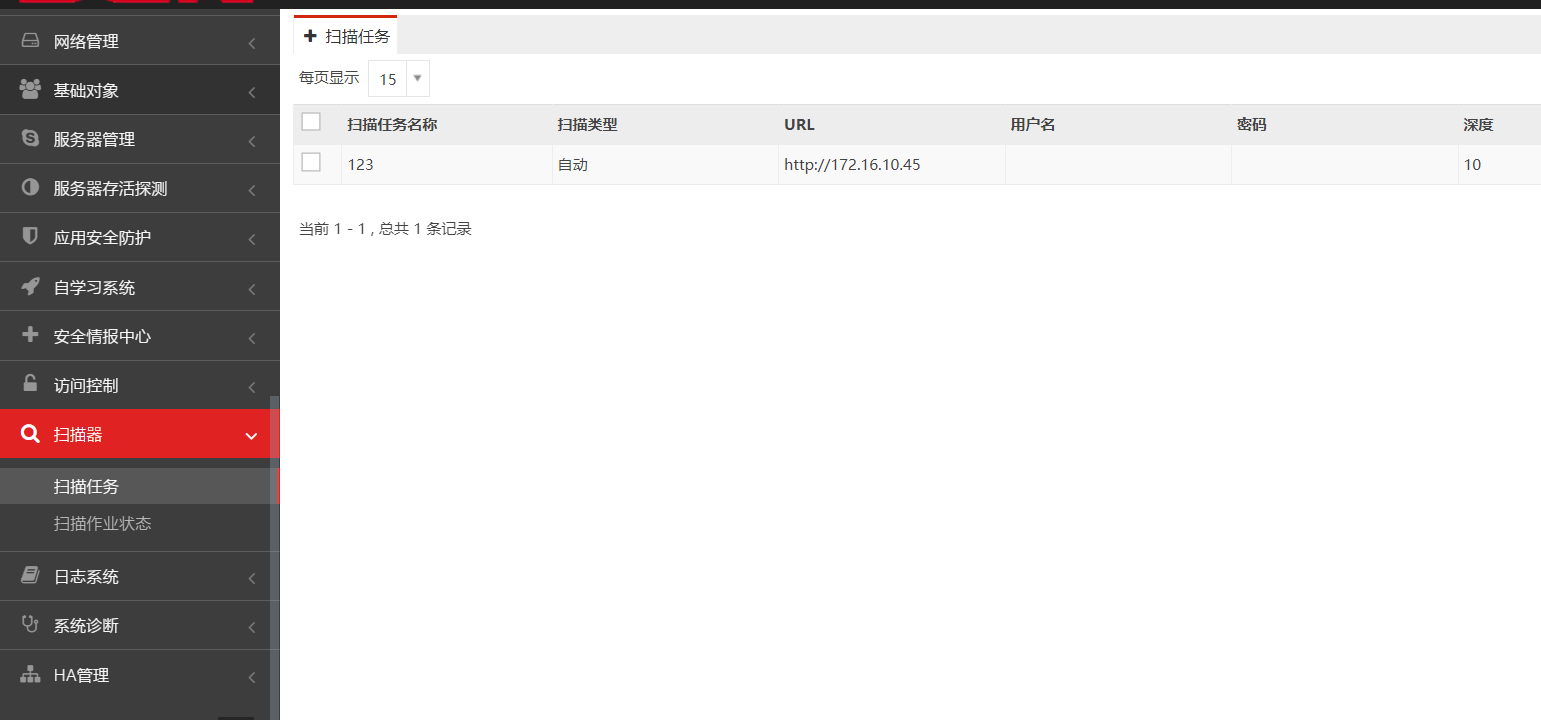 网络管理
基础对象
服务器管理
服务器存活探测
应用安全防护
自学习系统
安全情报中心
访问控制
扫描器
扫描任务
扫描作业状态
日志系统
系统诊断
HA管理
扫描任务
每页显示 15
扫描任务名称 扫描类型 URL 用户名 密码 深度
123 自动 http://172.16.10.45 10
当前 1 - 1 , 总共 1 条记录